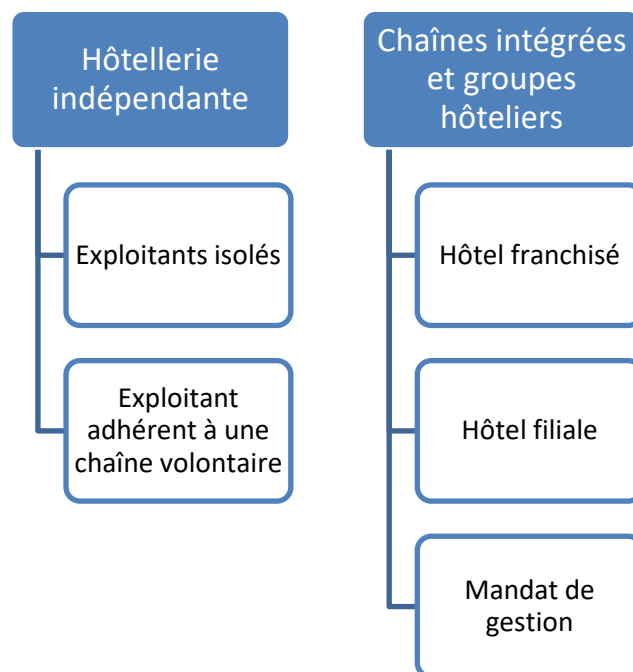 Hôtellerie
indépendante
Exploitants isolés
Exploitant
adhérent à une
chaîne volontaire
Chaînes intégrées
et groupes
hôteliers
Hôtel franchisé
Hôtel filiale
Mandat de
gestion